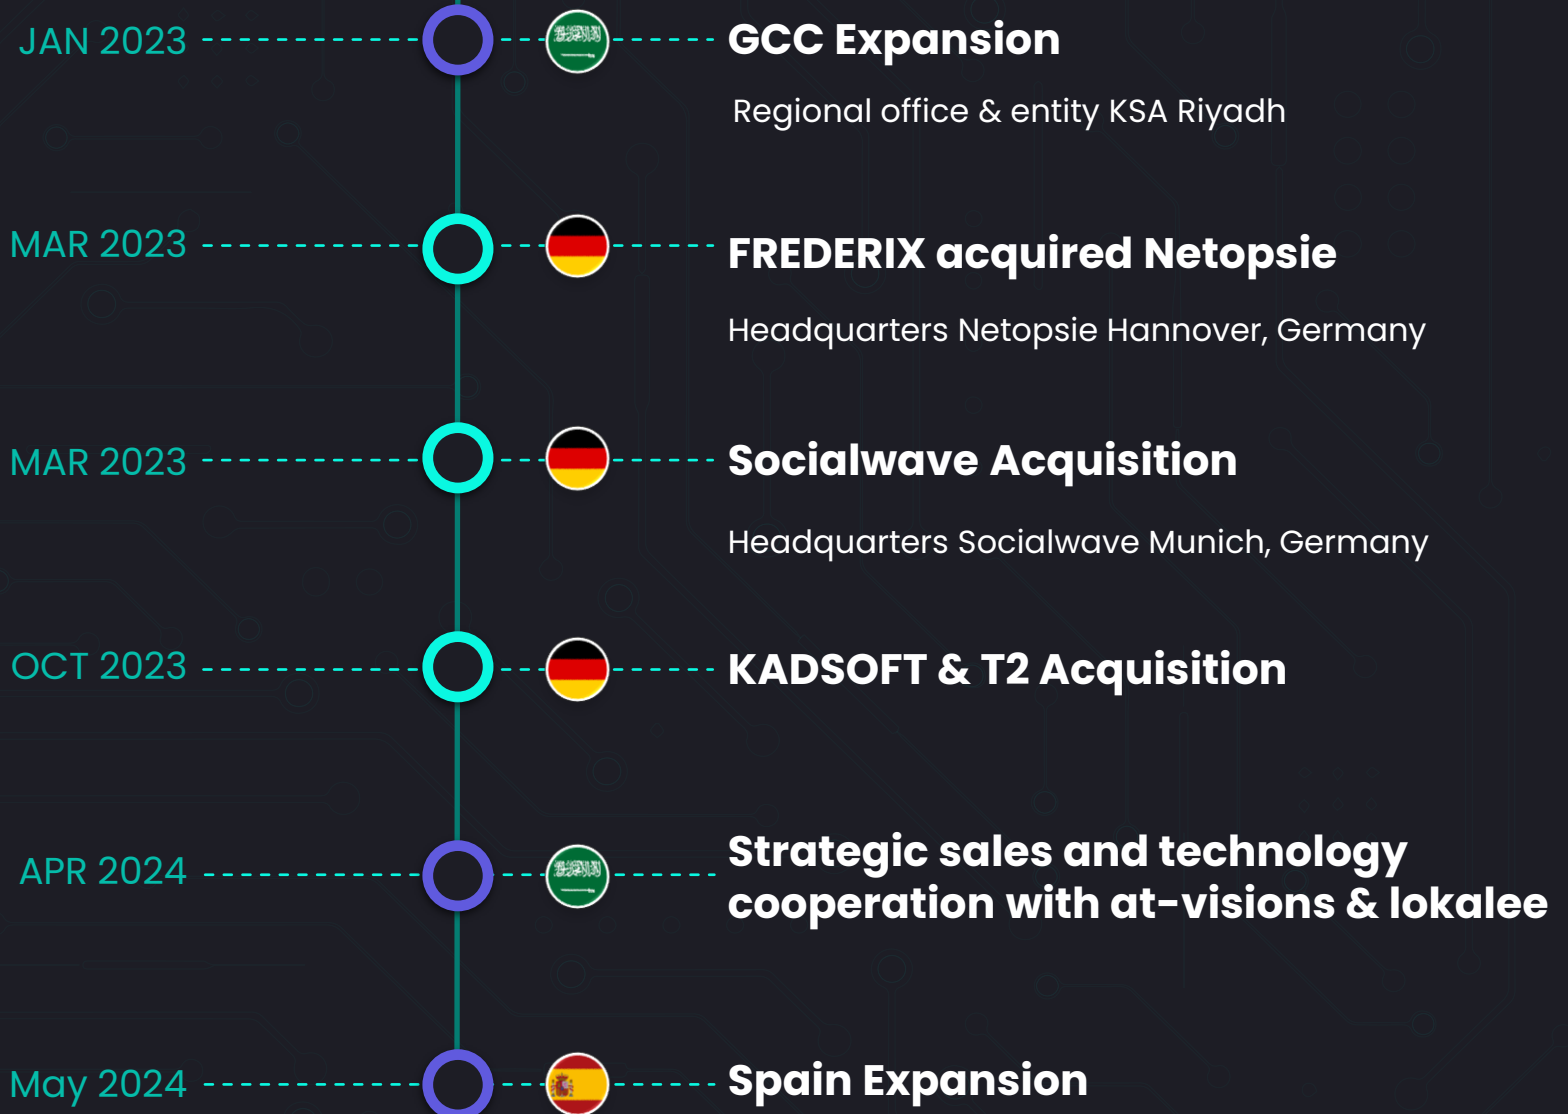 JAN 2023
GCC Expansion
Regional office & entity KSA Riyadh
MAR 2023
FREDERIX acquired Netopsie
Headquarters Netopsie Hannover, Germany
MAR 2023
Socialwave Acquisition
Headquarters Socialwave Munich, Germany
OCT 2023
KADSOFT & T2 Acquisition
APR 2024
Strategic sales and technology
cooperation with at-visions & lokalee
May 2024
Spain Expansion